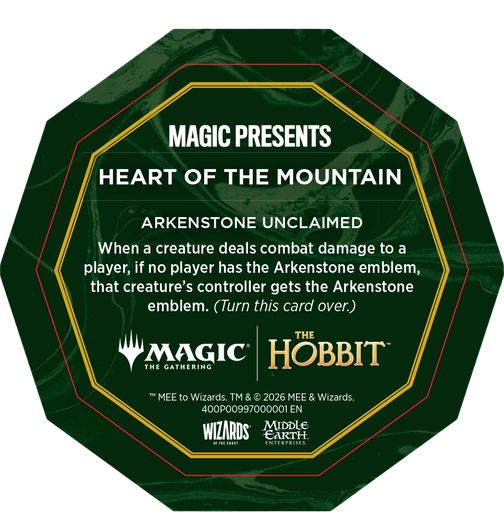 MAGIC PRESENTS
HEART OF THE MOUNTAIN
ARKENSTONE UNCLAIMED
When a creature deals combat damage to a
player, if no player has the Arkenstone emblem,
that creature’s controller gets the Arkenstone
emblem. (Turn this card over.)
MAGIC®
THE GATHERING
THE
HOBBIT™
™ MEE to Wizards. TM & © 2026 MEE & Wizards.
400P00997000001 EN
WIZARDS®
OF THE COAST
MIDDLE
EARTH
ENTERPRISES